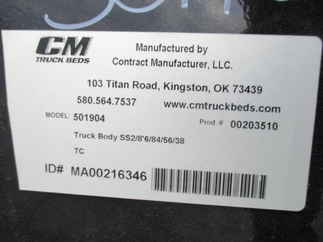 CM
TRUCK BEDS
Manufactured by
Contract Manufacturer, LLC.
103 Titan Road, Kingston, OK 73439
580.564.7537 www.cmtruckbeds.com
MODEL: 501904 Prod.# 00203510
Truck Body SS2/8'6/84/56/38
TC
ID# MA00216346